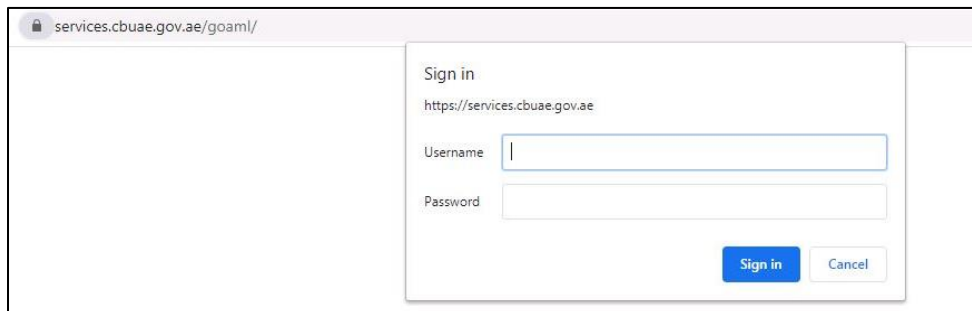 services.cbuae.gov.ae/goaml/
Sign in
https://services.cbuae.gov.ae
Username
Password
Sign in Cancel